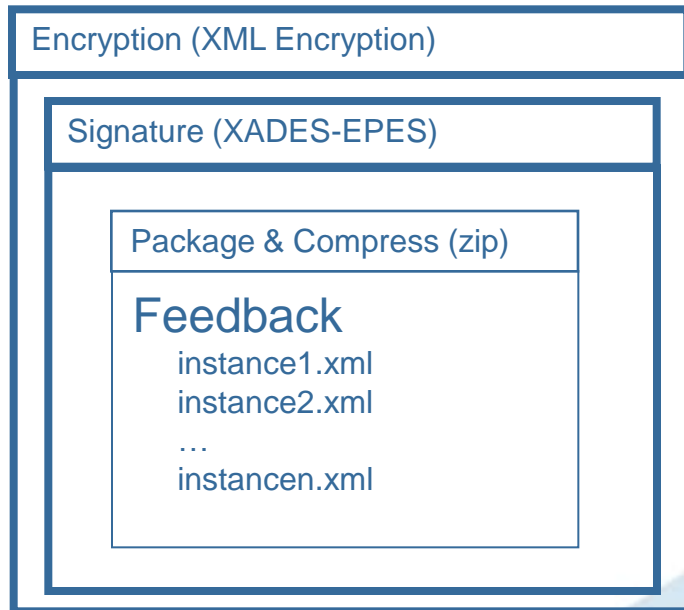 Encryption (XML Encryption)
Signature (XADES-EPES)
Package & Compress (zip)
Feedback
instance1.xml
instance2.xml
…
instancen.xml